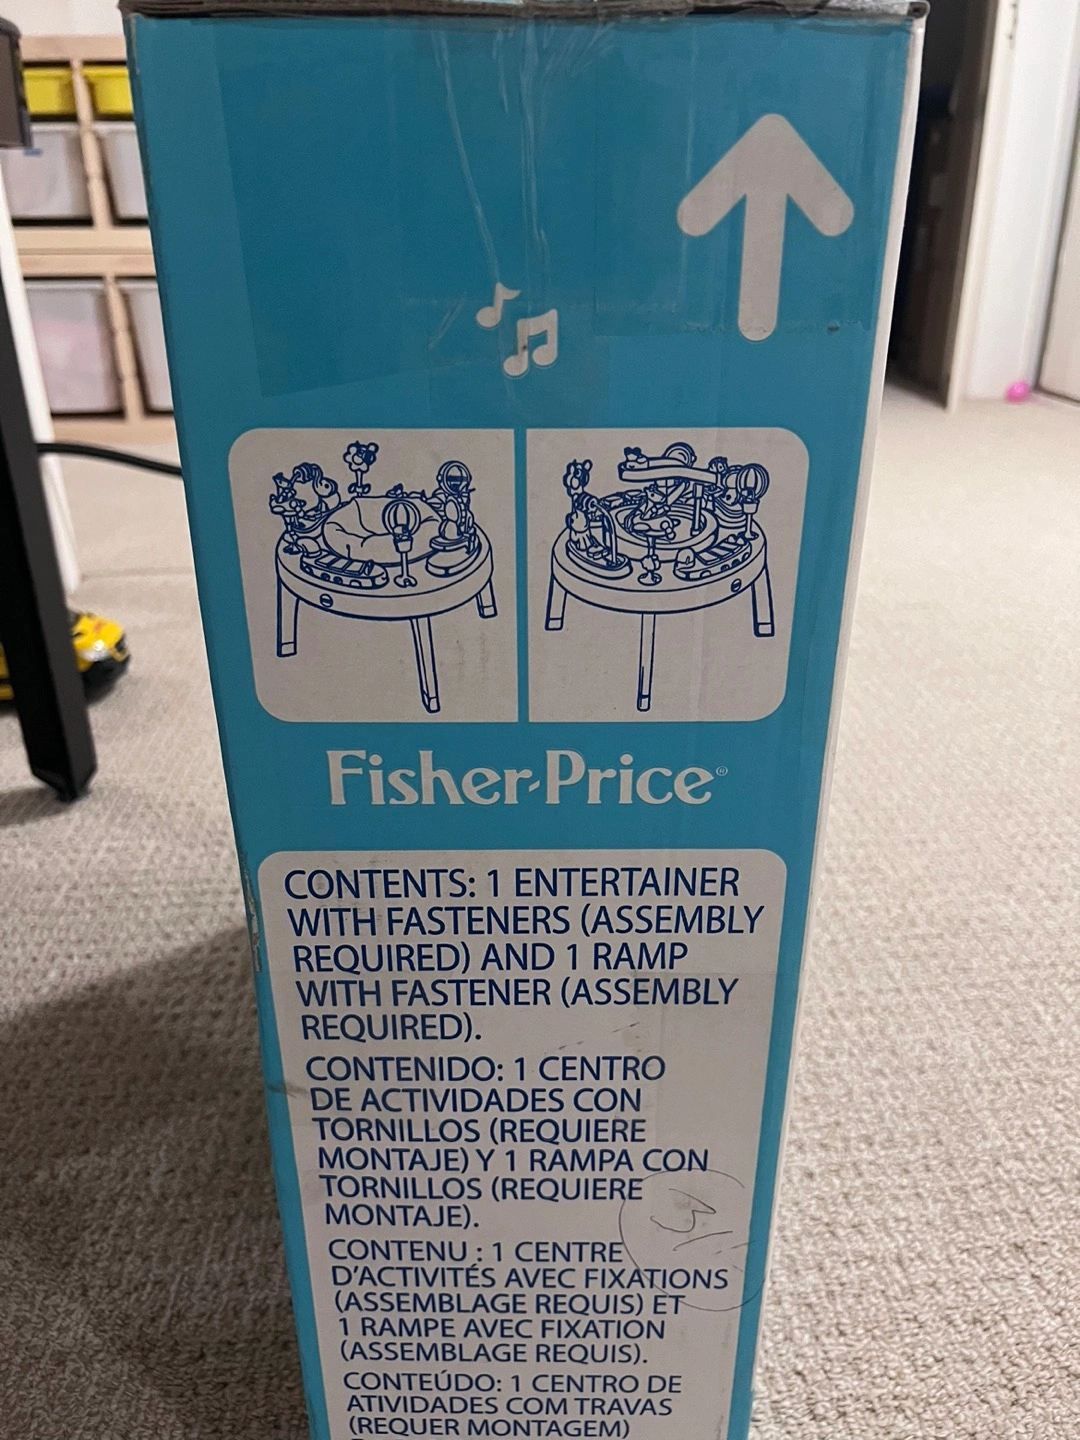 Fisher-Price®
CONTENTS: 1 ENTERTAINER
WITH FASTENERS (ASSEMBLY
REQUIRED) AND 1 RAMP
WITH FASTENER (ASSEMBLY
REQUIRED).
CONTENIDO: 1 CENTRO
DE ACTIVIDADES CON
TORNILLOS (REQUIERE
MONTAJE) Y 1 RAMPA CON
TORNILLOS (REQUIERE
MONTAJE).
CONTENU : 1 CENTRE
D'ACTIVITÉS AVEC FIXATIONS
(ASSEMBLAGE REQUIS) ET
1 RAMPE AVEC FIXATION
(ASSEMBLAGE REQUIS).
CONTEÚDO: 1 CENTRO DE
ATIVIDADES COM TRAVAS
(REQUER MONTAGEM)